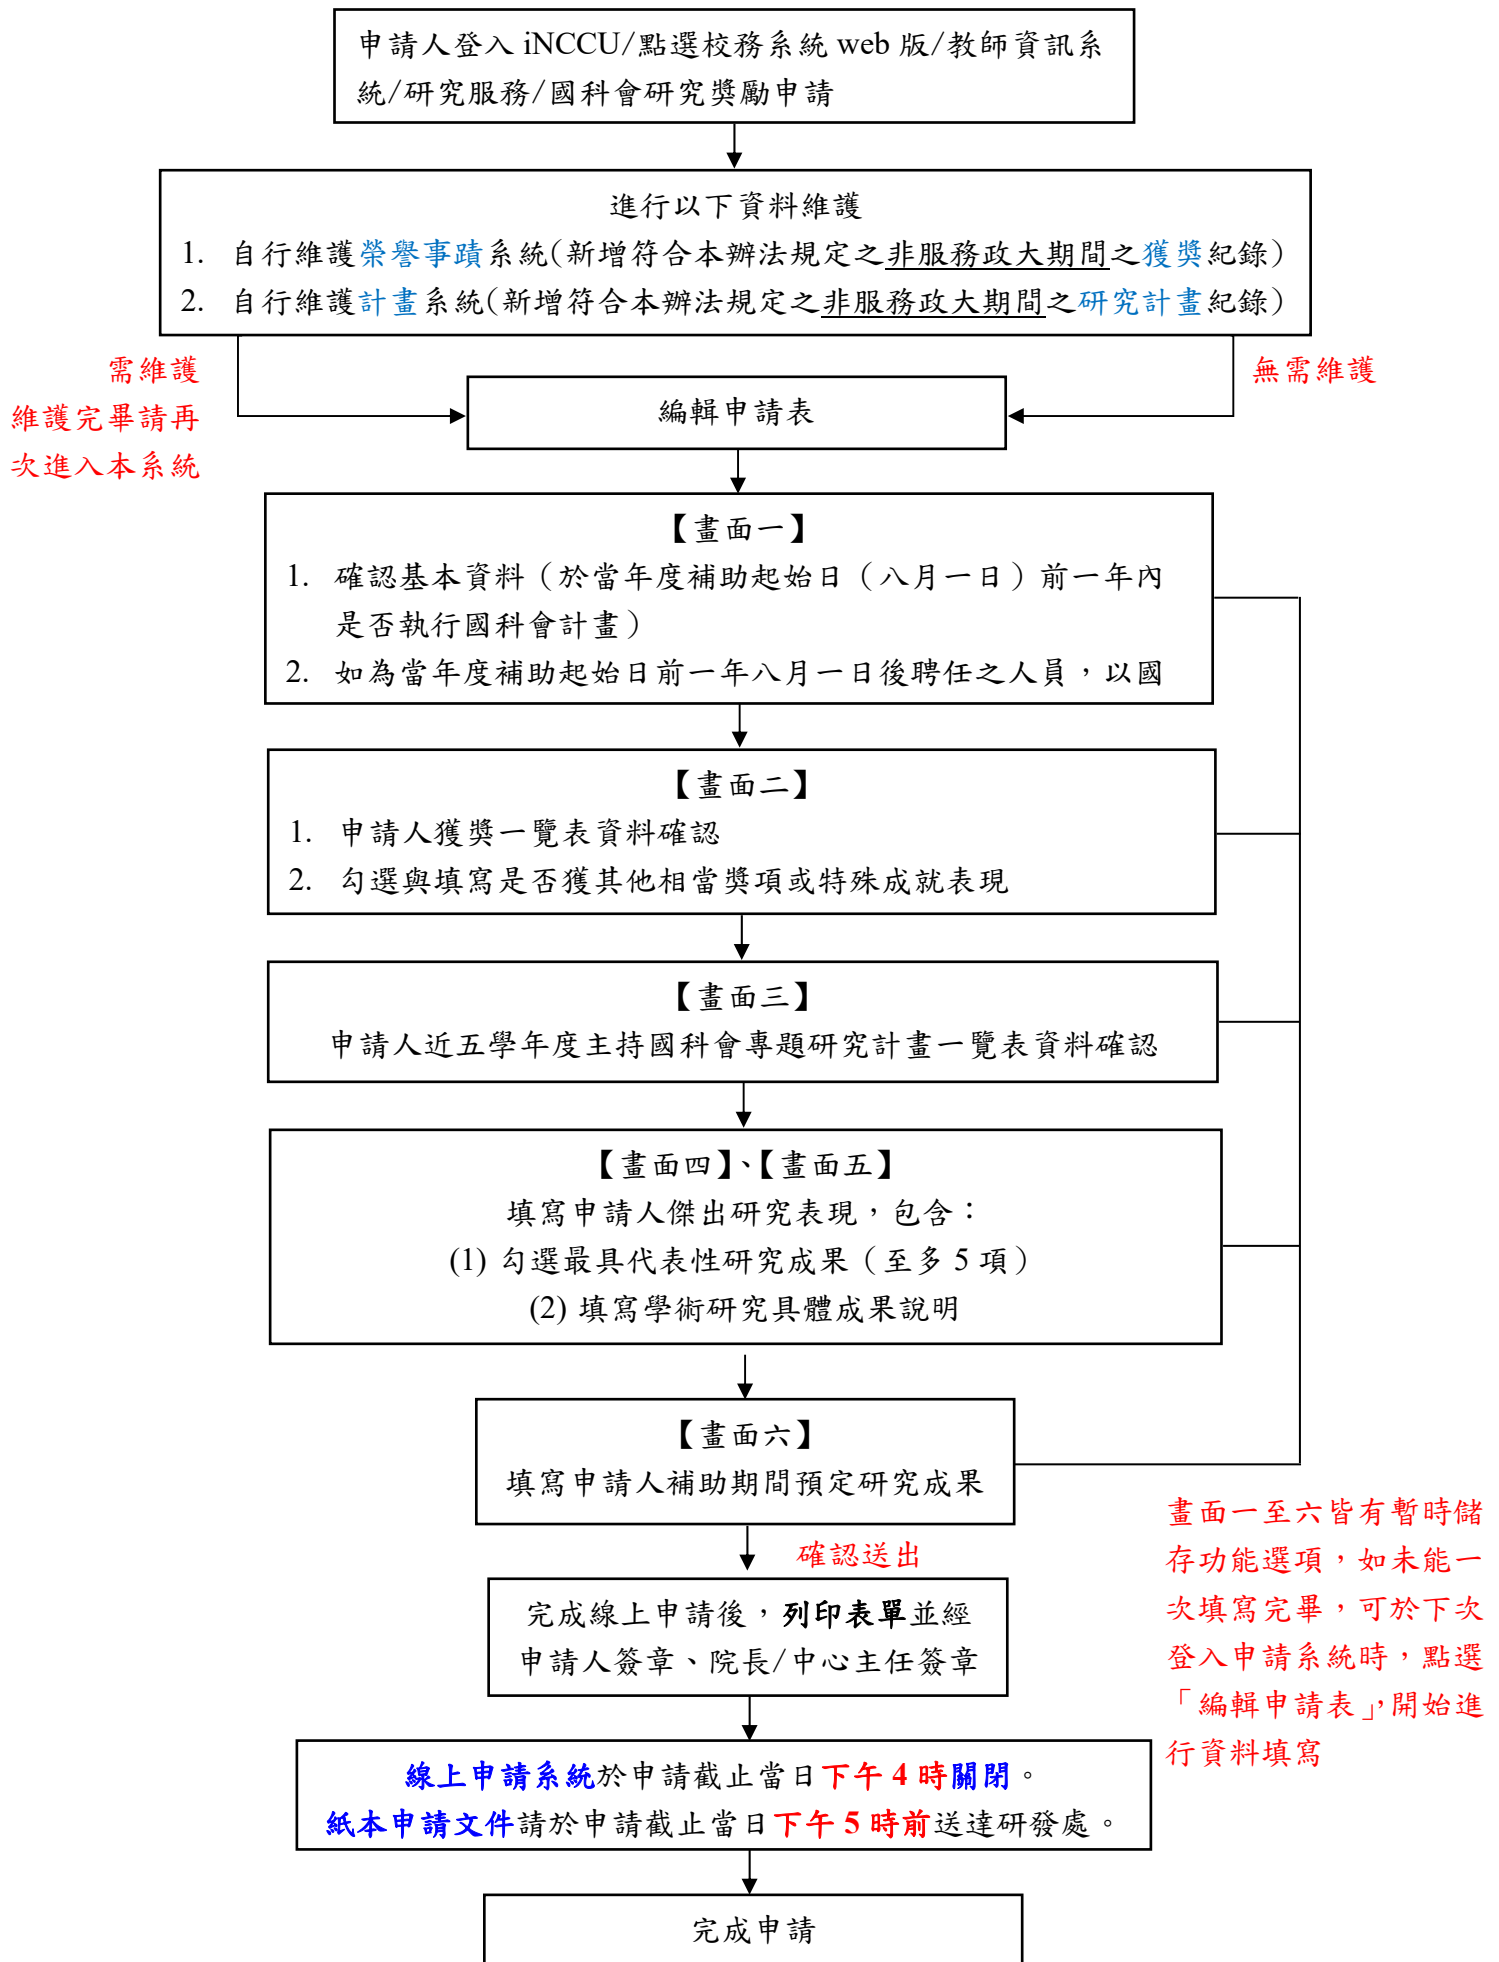 申請人登入 iNCCU/點選校務系統 web 版/教師資訊系
統/研究服務/國科會研究獎勵申請
進行以下資料維護
1. 自行維護榮譽事蹟系統(新增符合本辦法規定之非服務政大期間之獲獎紀錄)
2. 自行維護計畫系統(新增符合本辦法規定之非服務政大期間之研究計畫紀錄)
需維護
維護完畢請再
次進入本系統
無需維護
編輯申請表
【畫面一】
1. 確認基本資料（於當年度補助起始日（八月一日）前一年內
是否執行國科會計畫）
2. 如為當年度補助起始日前一年八月一日後聘任之人員，以國
【畫面二】
1. 申請人獲獎一覽表資料確認
2. 勾選與填寫是否獲其他相當獎項或特殊成就表現
【畫面三】
申請人近五學年度主持國科會專題研究計畫一覽表資料確認
【畫面四】、【畫面五】
填寫申請人傑出研究表現，包含：
(1) 勾選最具代表性研究成果（至多 5 項）
(2) 填寫學術研究具體成果說明
【畫面六】
填寫申請人補助期間預定研究成果
確認送出
完成線上申請後，列印表單並經
申請人簽章、院長/中心主任簽章
畫面一至六皆有暫時儲
存功能選項，如未能一
次填寫完畢，可於下次
登入申請系統時，點選
「編輯申請表」，開始進
行資料填寫
線上申請系統於申請截止當日下午 4 時關閉。
紙本申請文件請於申請截止當日下午 5 時前送達研發處。
完成申請